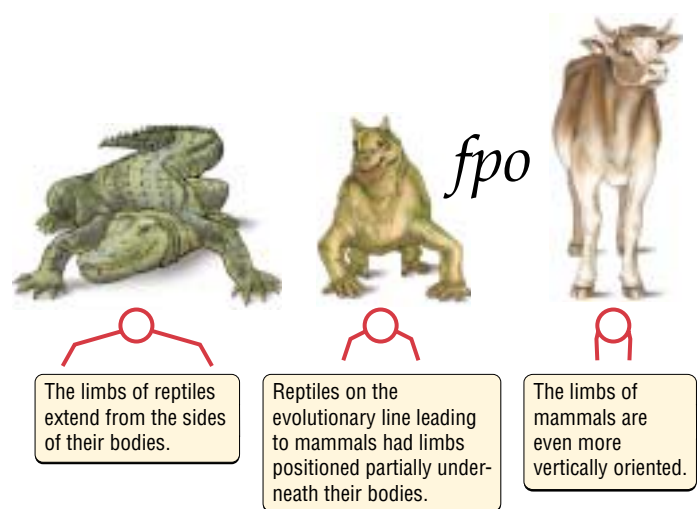 fpo
The limbs of reptiles
extend from the sides
of their bodies.
Reptiles on the
evolutionary line leading
to mammals had limbs
positioned partially under-
neath their bodies.
The limbs of
mammals are
even more
vertically oriented.